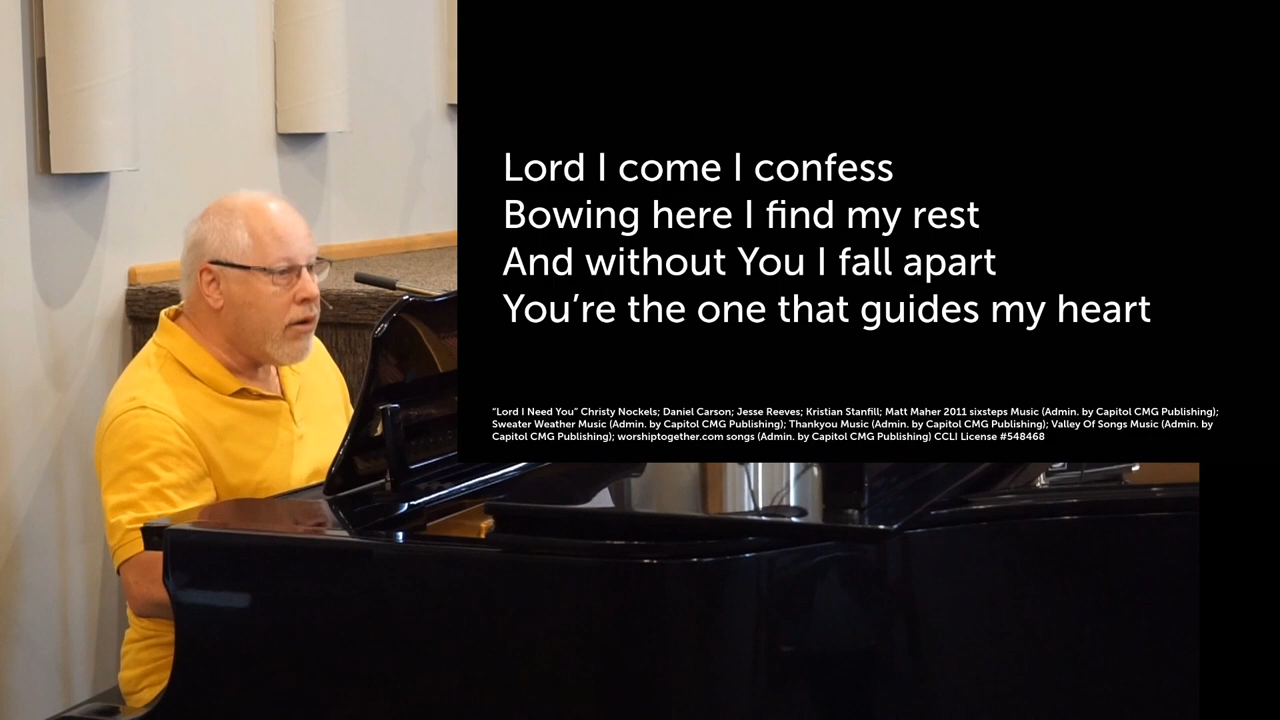 Lord I come I confess
Bowing here I find my rest
And without You I fall apart
You’re the one that guides my heart
“Lord I Need You” Christy Nockels; Daniel Carson; Jesse Reeves; Kristian Stanfill; Matt Maher 2011 sixsteps Music (Admin. by Capitol CMG Publishing);
Sweater Weather Music (Admin. by Capitol CMG Publishing); Thankyou Music (Admin. by Capitol CMG Publishing); Valley Of Songs Music (Admin. by
Capitol CMG Publishing); worshiptogether.com songs (Admin. by Capitol CMG Publishing) CCLI License #548468